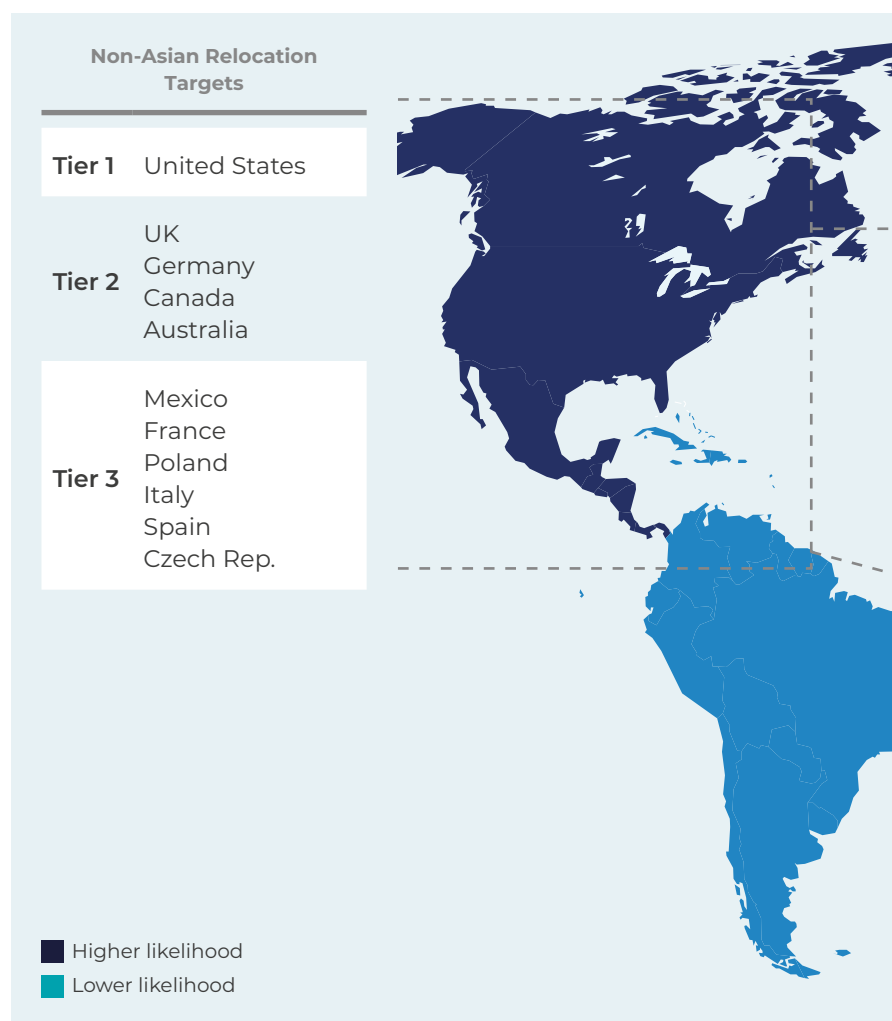 Non-Asian Relocation
Targets
Tier 1 United States
Tier 2
UK
Germany
Canada
Australia
Tier 3
Mexico
France
Poland
Italy
Spain
Czech Rep.
Higher likelihood
Lower likelihood